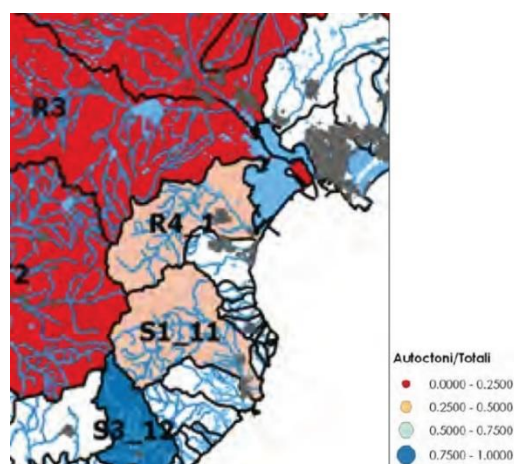 R3
R4_1
2
S1_11
S3_12
Autoctoni/Totali
0.0000 - 0.2500
0.2500 - 0.5000
0.5000 - 0.7500
0.7500 - 1.0000